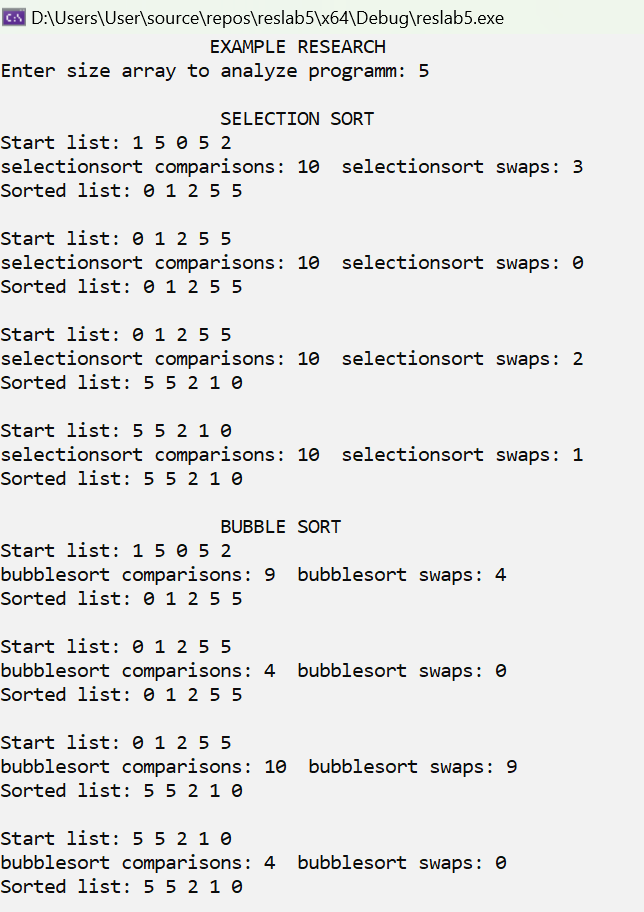 D:\Users\User\source\repos\reslab5\x64\Debug\reslab5.exe
EXAMPLE RESEARCH
Enter size array to analyze programm: 5
SELECTION SORT
Start list: 1 5 0 5 2
selectionsort comparisons: 10  selectionsort swaps: 3
Sorted list: 0 1 2 5 5
Start list: 0 1 2 5 5
selectionsort comparisons: 10  selectionsort swaps: 0
Sorted list: 0 1 2 5 5
Start list: 0 1 2 5 5
selectionsort comparisons: 10  selectionsort swaps: 2
Sorted list: 5 5 2 1 0
Start list: 5 5 2 1 0
selectionsort comparisons: 10  selectionsort swaps: 1
Sorted list: 5 5 2 1 0
BUBBLE SORT
Start list: 1 5 0 5 2
bubblesort comparisons: 9  bubblesort swaps: 4
Sorted list: 0 1 2 5 5
Start list: 0 1 2 5 5
bubblesort comparisons: 4  bubblesort swaps: 0
Sorted list: 0 1 2 5 5
Start list: 0 1 2 5 5
bubblesort comparisons: 10  bubblesort swaps: 9
Sorted list: 5 5 2 1 0
Start list: 5 5 2 1 0
bubblesort comparisons: 4  bubblesort swaps: 0
Sorted list: 5 5 2 1 0